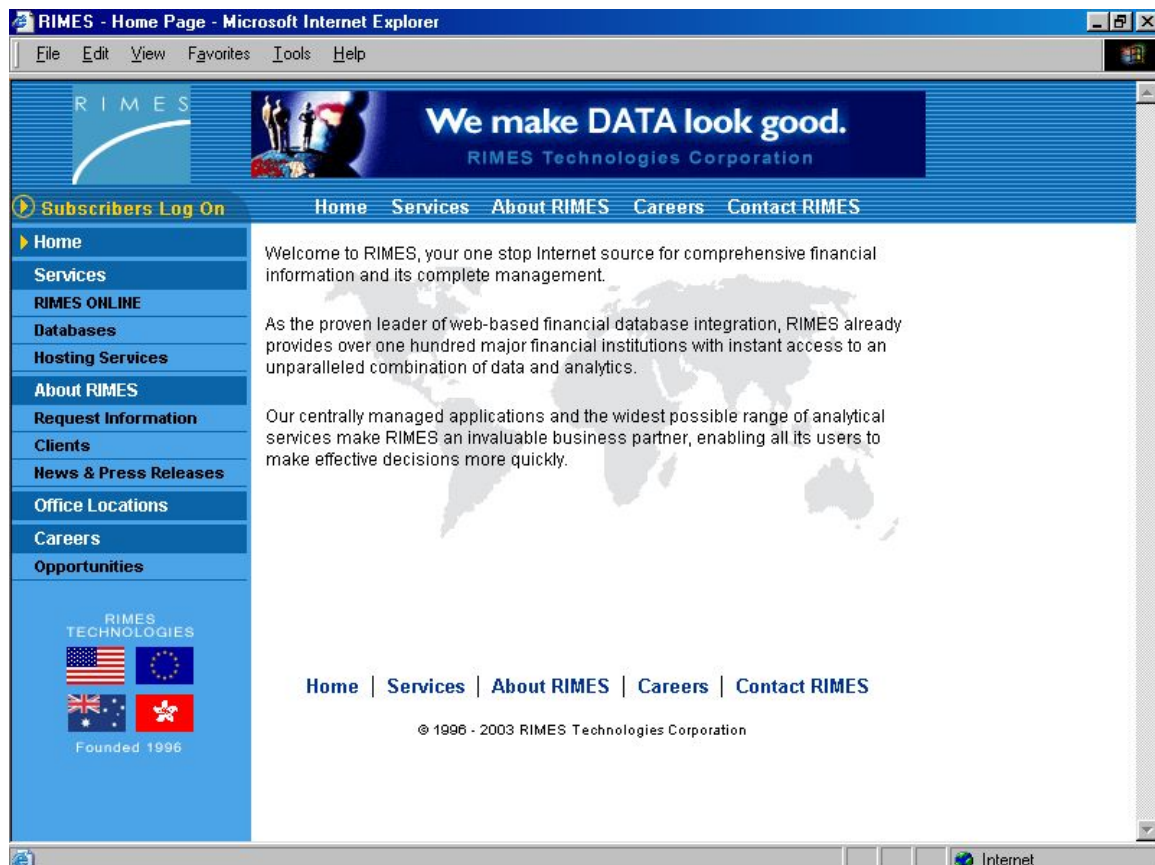 RIMES - Home Page - Microsoft Internet Explorer
File Edit View Favorites Tools Help
RIMES
We make DATA look good.
RIMES Technologies Corporation
Subscribers Log On
Home Services About RIMES Careers Contact RIMES
Home
Services
RIMES ONLINE
Databases
Hosting Services
About RIMES
Request Information
Clients
News & Press Releases
Office Locations
Careers
Opportunities
RIMES
TECHNOLOGIES
Founded 1996
Welcome to RIMES, your one stop Internet source for comprehensive financial
information and its complete management.
As the proven leader of web-based financial database integration, RIMES already
provides over one hundred major financial institutions with instant access to an
unparalleled combination of data and analytics.
Our centrally managed applications and the widest possible range of analytical
services make RIMES an invaluable business partner, enabling all its users to
make effective decisions more quickly.
Home | Services | About RIMES | Careers | Contact RIMES
© 1996 - 2003 RIMES Technologies Corporation
Internet